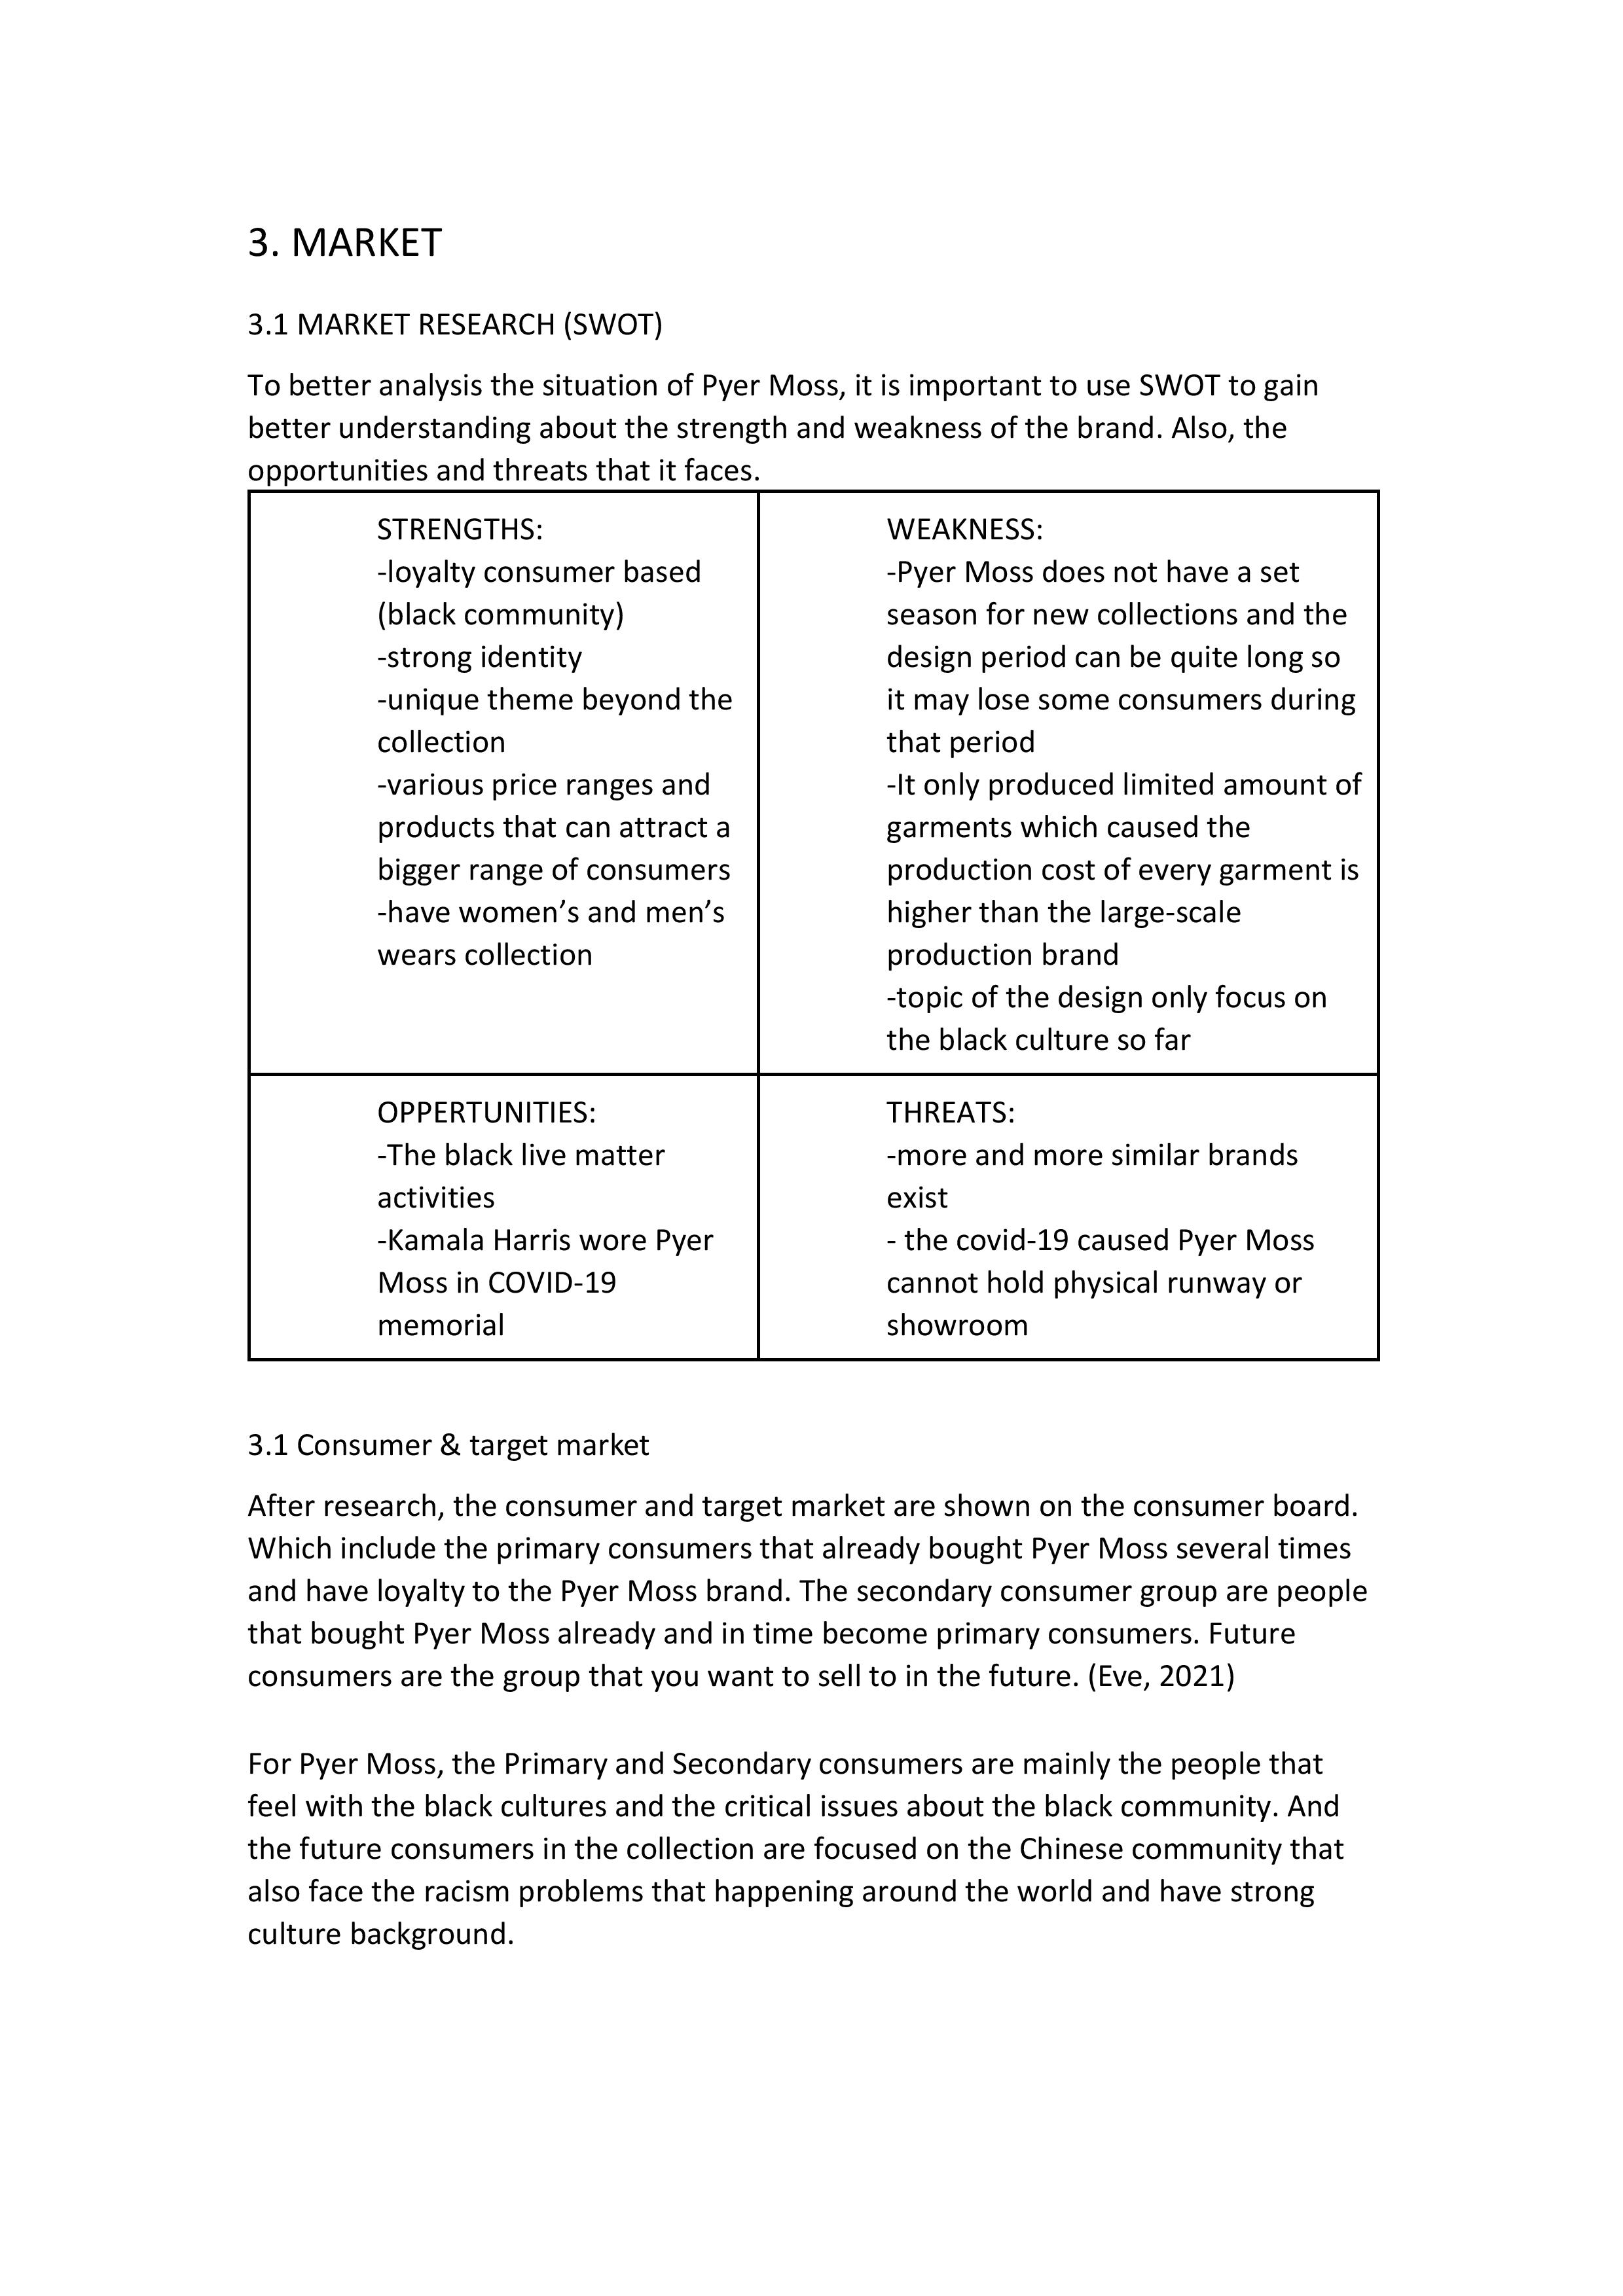 3. MARKET
3.1 MARKET RESEARCH (SWOT)
To better analysis the situation of Pyer Moss, it is important to use SWOT to gain
better understanding about the strength and weakness of the brand. Also, the
opportunities and threats that it faces.
STRENGTHS:
-loyalty consumer based
(black community)
-strong identity
-unique theme beyond the
collection
-various price ranges and
products that can attract a
bigger range of consumers
-have women’s and men’s
wears collection
WEAKNESS:
-Pyer Moss does not have a set
season for new collections and the
design period can be quite long so
it may lose some consumers during
that period
-It only produced limited amount of
garments which caused the
production cost of every garment is
higher than the large-scale
production brand
-topic of the design only focus on
the black culture so far
OPPERTUNITIES:
-The black live matter
activities
-Kamala Harris wore Pyer
Moss in COVID-19
memorial
THREATS:
-more and more similar brands
exist
- the covid-19 caused Pyer Moss
cannot hold physical runway or
showroom
3.1 Consumer & target market
After research, the consumer and target market are shown on the consumer board.
Which include the primary consumers that already bought Pyer Moss several times
and have loyalty to the Pyer Moss brand. The secondary consumer group are people
that bought Pyer Moss already and in time become primary consumers. Future
consumers are the group that you want to sell to in the future. (Eve, 2021)
For Pyer Moss, the Primary and Secondary consumers are mainly the people that
feel with the black cultures and the critical issues about the black community. And
the future consumers in the collection are focused on the Chinese community that
also face the racism problems that happening around the world and have strong
culture background.